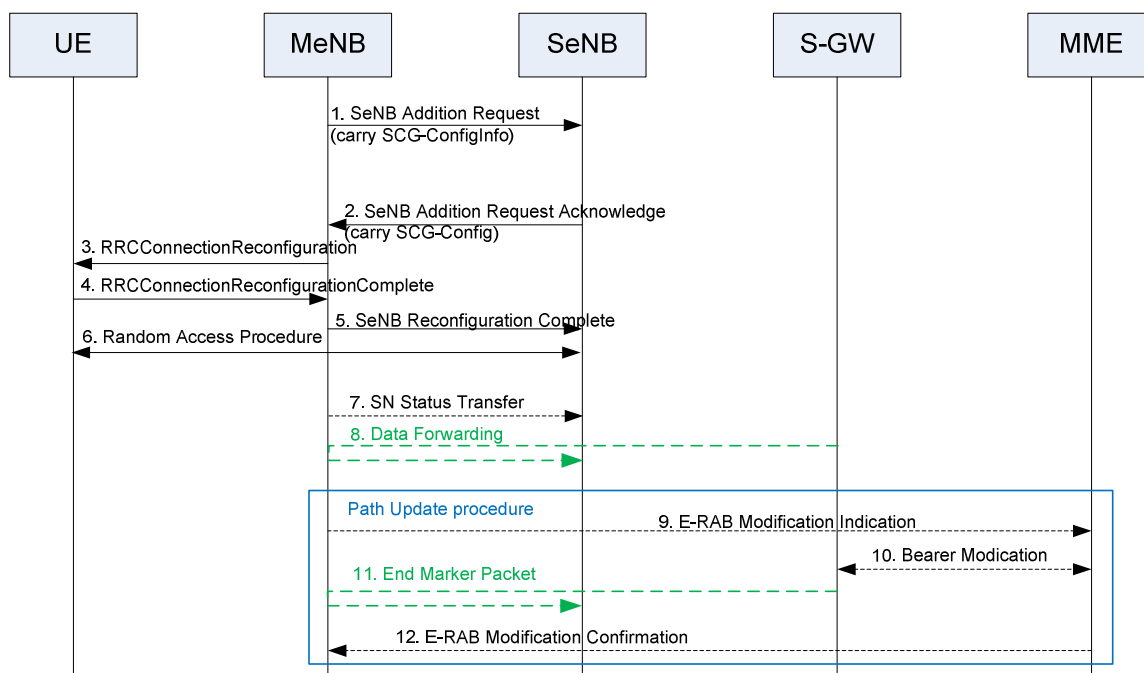 UE
MeNB
SeNB
S-GW
MME
1. SeNB Addition Request
(carry SCG-ConfigInfo)
2. SeNB Addition Request Acknowledge
(carry SCG-Config)
3. RRCConnectionReconfiguration
4. RRCConnectionReconfigurationComplete
5. SeNB Reconfiguration Complete
6. Random Access Procedure
7. SN Status Transfer
8. Data Forwarding
Path Update procedure
9. E-RAB Modification Indication
10. Bearer Modication
11. End Marker Packet
12. E-RAB Modification Confirmation